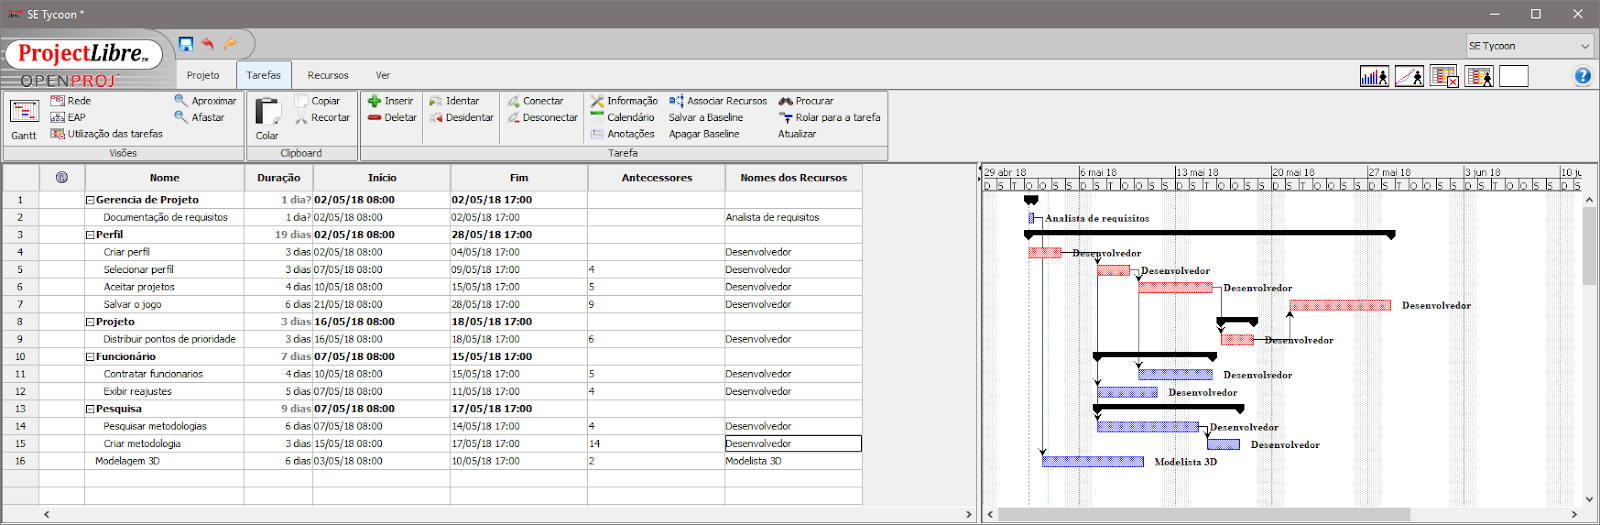 SE Tycoon *
ProjectLibre TM
OPENPROJ
SE Tycoon
Projeto Tarefas Recursos Ver
Gantt
Rede
EAP
Utilização das tarefas
Aproximar
Afastar
Visões
Colar
Copiar
Recortar
Clipboard
Inserir
Deletar
Identar
Desidentar
Conectar
Desconectar
Informação
Calendário
Anotações
Associar Recursos
Salvar a Baseline
Apagar Baseline
Procurar
Rolar para a tarefa
Atualizar
Tarefa
Nome Duração Início Fim Antecessores Nomes dos Recursos
1 Gerencia de Projeto 1 dia? 02/05/18 08:00 02/05/18 17:00
2 Documentação de requisitos 1 dia? 02/05/18 08:00 02/05/18 17:00 Analista de requisitos
3 Perfil 19 dias 02/05/18 08:00 28/05/18 17:00
4 Criar perfil 3 dias 02/05/18 08:00 04/05/18 17:00 Desenvolvedor
5 Selecionar perfil 3 dias 07/05/18 08:00 09/05/18 17:00 4 Desenvolvedor
6 Aceitar projetos 4 dias 10/05/18 08:00 15/05/18 17:00 5 Desenvolvedor
7 Salvar o jogo 6 dias 21/05/18 08:00 28/05/18 17:00 9 Desenvolvedor
8 Projeto 3 dias 16/05/18 08:00 18/05/18 17:00
9 Distribuir pontos de prioridade 3 dias 16/05/18 08:00 18/05/18 17:00 6 Desenvolvedor
10 Funcionário 7 dias 07/05/18 08:00 15/05/18 17:00
11 Contratar funcionarios 4 dias 10/05/18 08:00 15/05/18 17:00 5 Desenvolvedor
12 Exibir reajustes 5 dias 07/05/18 08:00 11/05/18 17:00 4 Desenvolvedor
13 Pesquisa 9 dias 07/05/18 08:00 17/05/18 17:00
14 Pesquisar metodologias 6 dias 07/05/18 08:00 14/05/18 17:00 4 Desenvolvedor
15 Criar metodologia 3 dias 15/05/18 08:00 17/05/18 17:00 14 Desenvolvedor
16 Modelagem 3D 6 dias 03/05/18 08:00 10/05/18 17:00 2 Modelista 3D
29 abr 18 6 mai 18 13 mai 18 20 mai 18 27 mai 18 3 jun 18 10 ju
D S T Q Q S S D S T Q Q S S D S T Q Q S S D S T Q Q S S D S T Q Q S S D S T Q Q S S D S
Analista de requisitos
Desenvolvedor
Desenvolvedor
Desenvolvedor
Desenvolvedor
Desenvolvedor
Desenvolvedor
Desenvolvedor
Desenvolvedor
Desenvolvedor
Modelista 3D